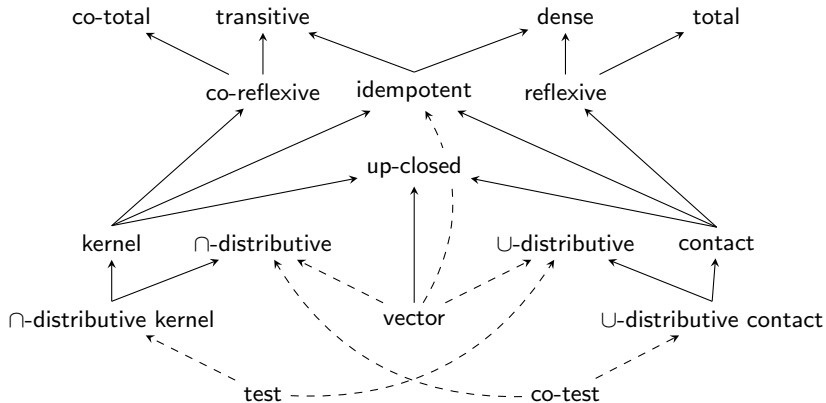 co-total transitive dense total
co-reflexive idempotent reflexive
up-closed
kernel ∩-distributive ∪-distributive contact
∩-distributive kernel vector ∪-distributive contact
test co-test